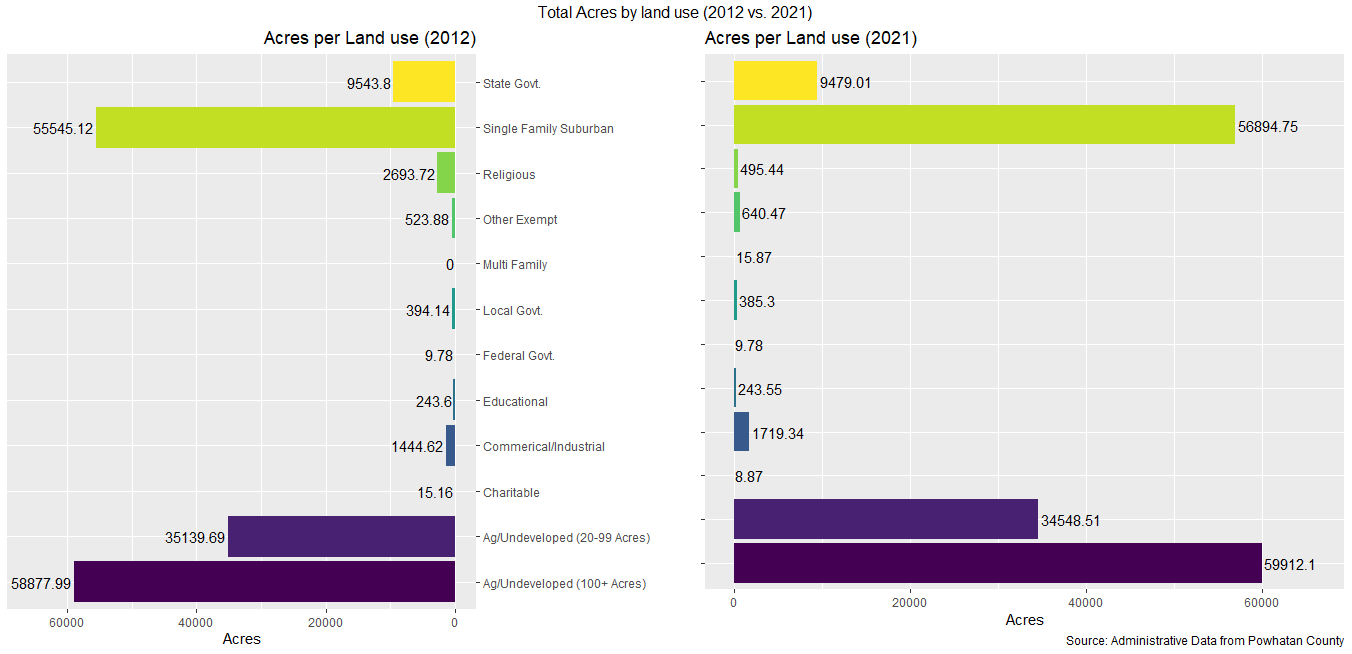 Total Acres by land use (2012 vs. 2021)
Acres per Land use (2012)
9543.8
State Govt.
55545.12
Single Family Suburban
2693.72
Religious
523.88
Other Exempt
0
Multi Family
394.14
Local Govt.
9.78
Federal Govt.
243.6
Educational
1444.62
Commerical/Industrial
15.16
Charitable
35139.69
Ag/Undeveloped (20-99 Acres)
58877.99
Ag/Undeveloped (100+ Acres)
60000
40000
20000
0
Acres
Acres per Land use (2021)
9479.01
56894.75
495.44
640.47
15.87
385.3
9.78
243.55
1719.34
8.87
34548.51
59912.1
0
20000
40000
60000
Acres
Source: Administrative Data from Powhatan County